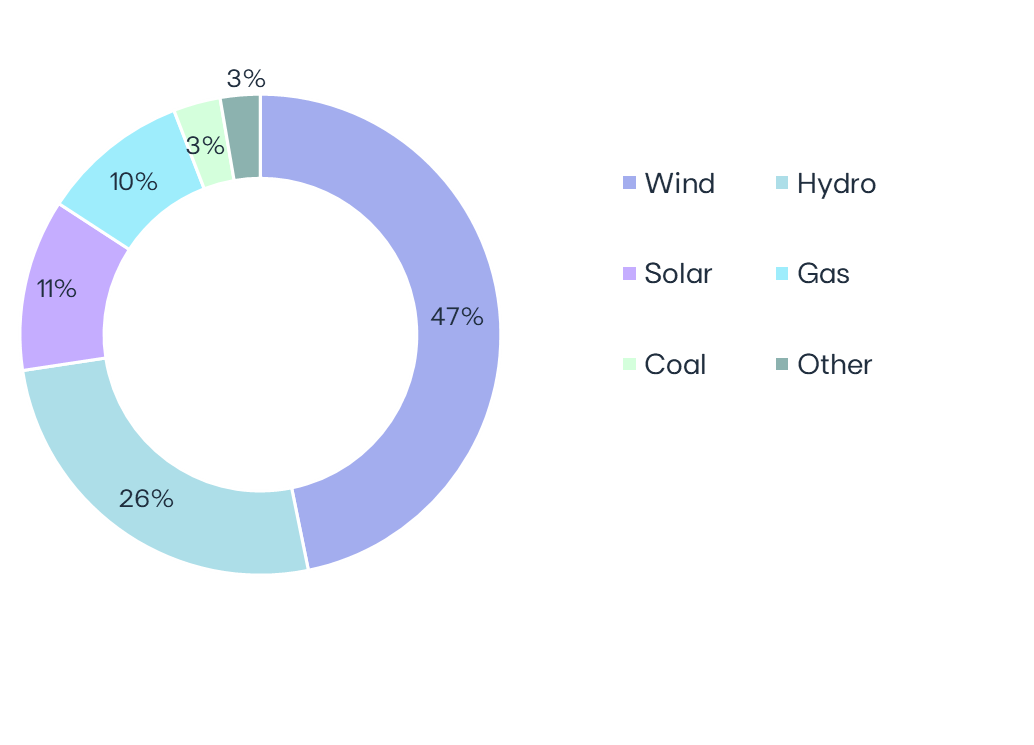 3%
3%
10%
11%
47%
26%
Wind
Hydro
Solar
Gas
Coal
Other